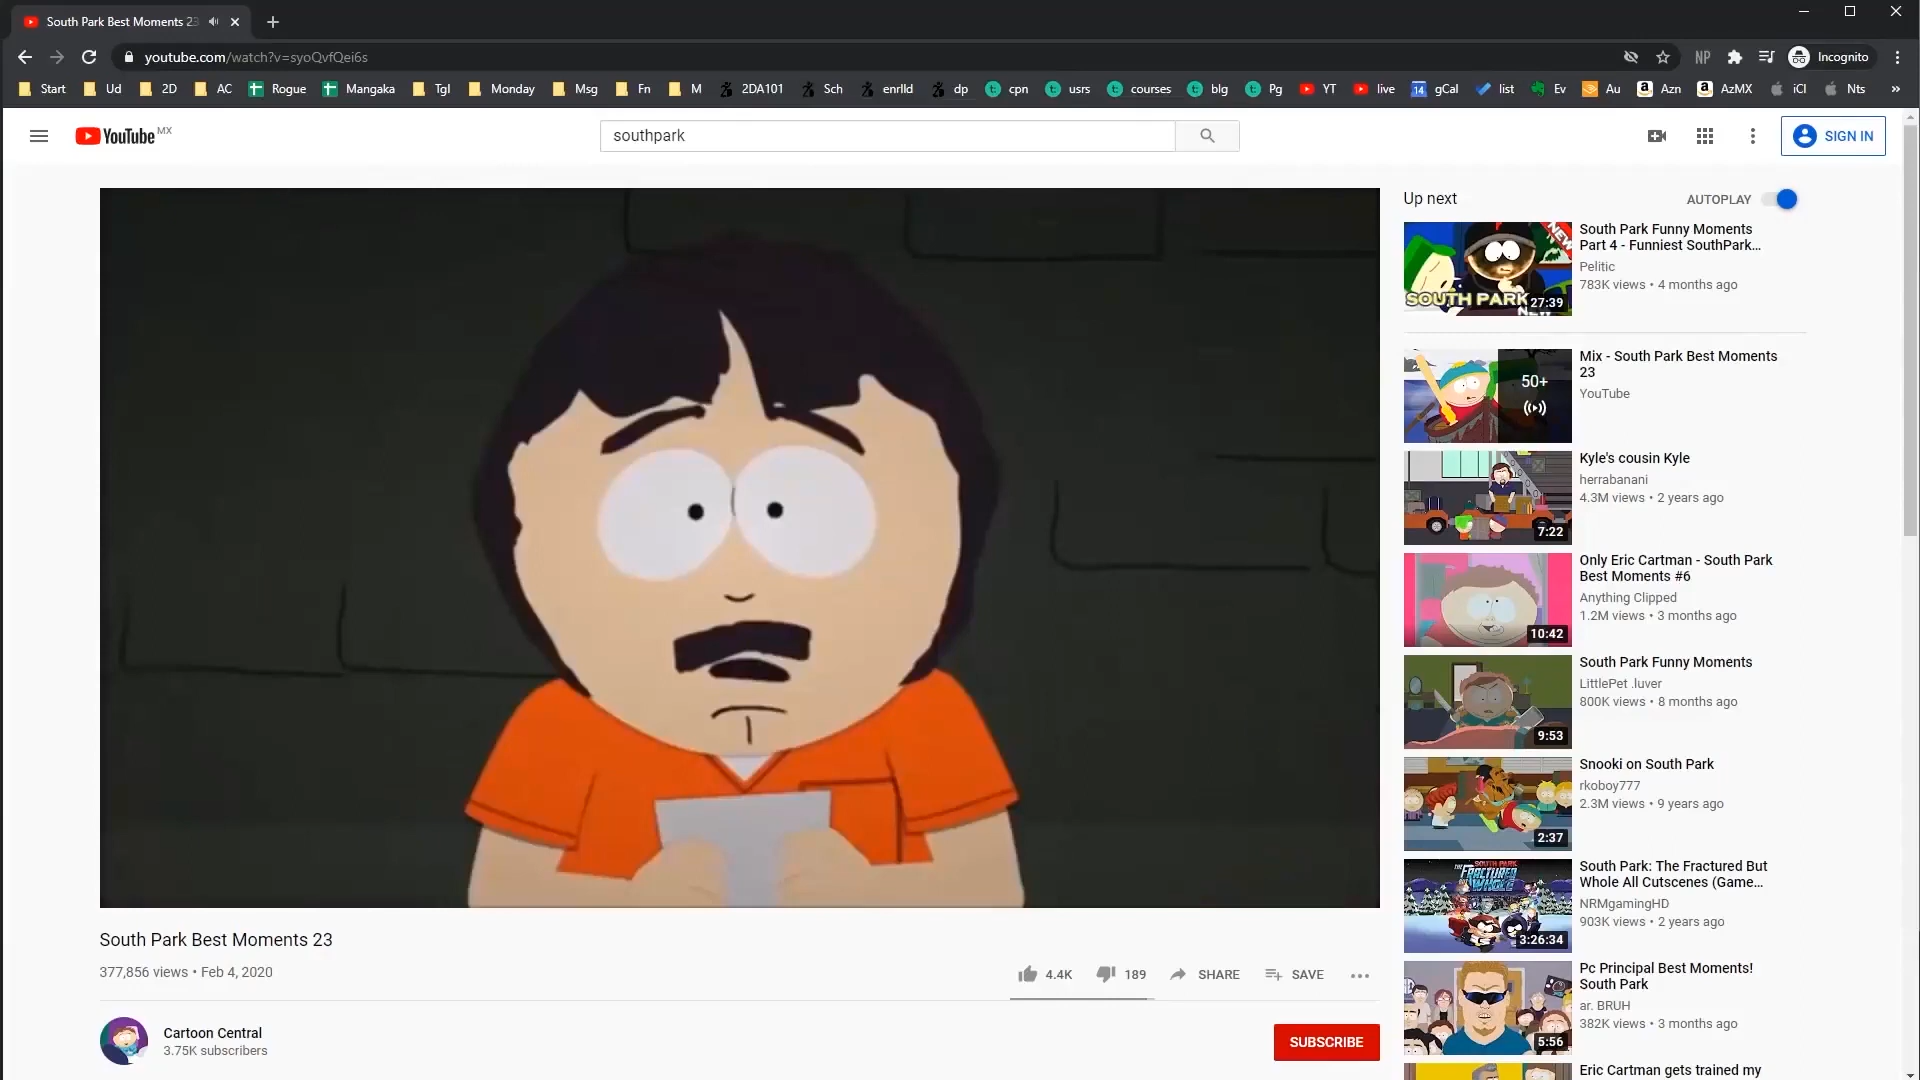 South Park Best Moments 23
youtube.com/watch?v=syoQvfQei6s
NP
Incognito
Start Ud 2D AC Rogue Mangaka Tgl Monday Msg Fn M 2DA101 Sch enrlld dp cpn usrs courses blg Pg YT live gCal list Ev Au Azn AzMX iCl Nts »
YouTube MX
southpark
SIGN IN
Up next
AUTOPLAY
South Park Funny Moments
Part 4 - Funniest SouthPark...
Pelitic
783K views • 4 months ago
SOUTH PARK
NEW
27:39
Mix - South Park Best Moments
23
YouTube
50+
Kyle's cousin Kyle
herrabanani
4.3M views • 2 years ago
7:22
Only Eric Cartman - South Park
Best Moments #6
Anything Clipped
1.2M views • 3 months ago
10:42
South Park Funny Moments
LittlePet .luver
800K views • 8 months ago
9:53
Snooki on South Park
rkoboy777
2.3M views • 9 years ago
2:37
South Park: The Fractured But
Whole All Cutscenes (Game...
NRMgamingHD
903K views • 2 years ago
SOUTH PARK
THE FRACTURED
BUT WHOLE
3:26:34
Pc Principal Best Moments!
South Park
ar. BRUH
382K views • 3 months ago
5:56
Eric Cartman gets trained my
South Park Best Moments 23
377,856 views • Feb 4, 2020
4.4K
189
SHARE
SAVE
Cartoon Central
3.75K subscribers
SUBSCRIBE